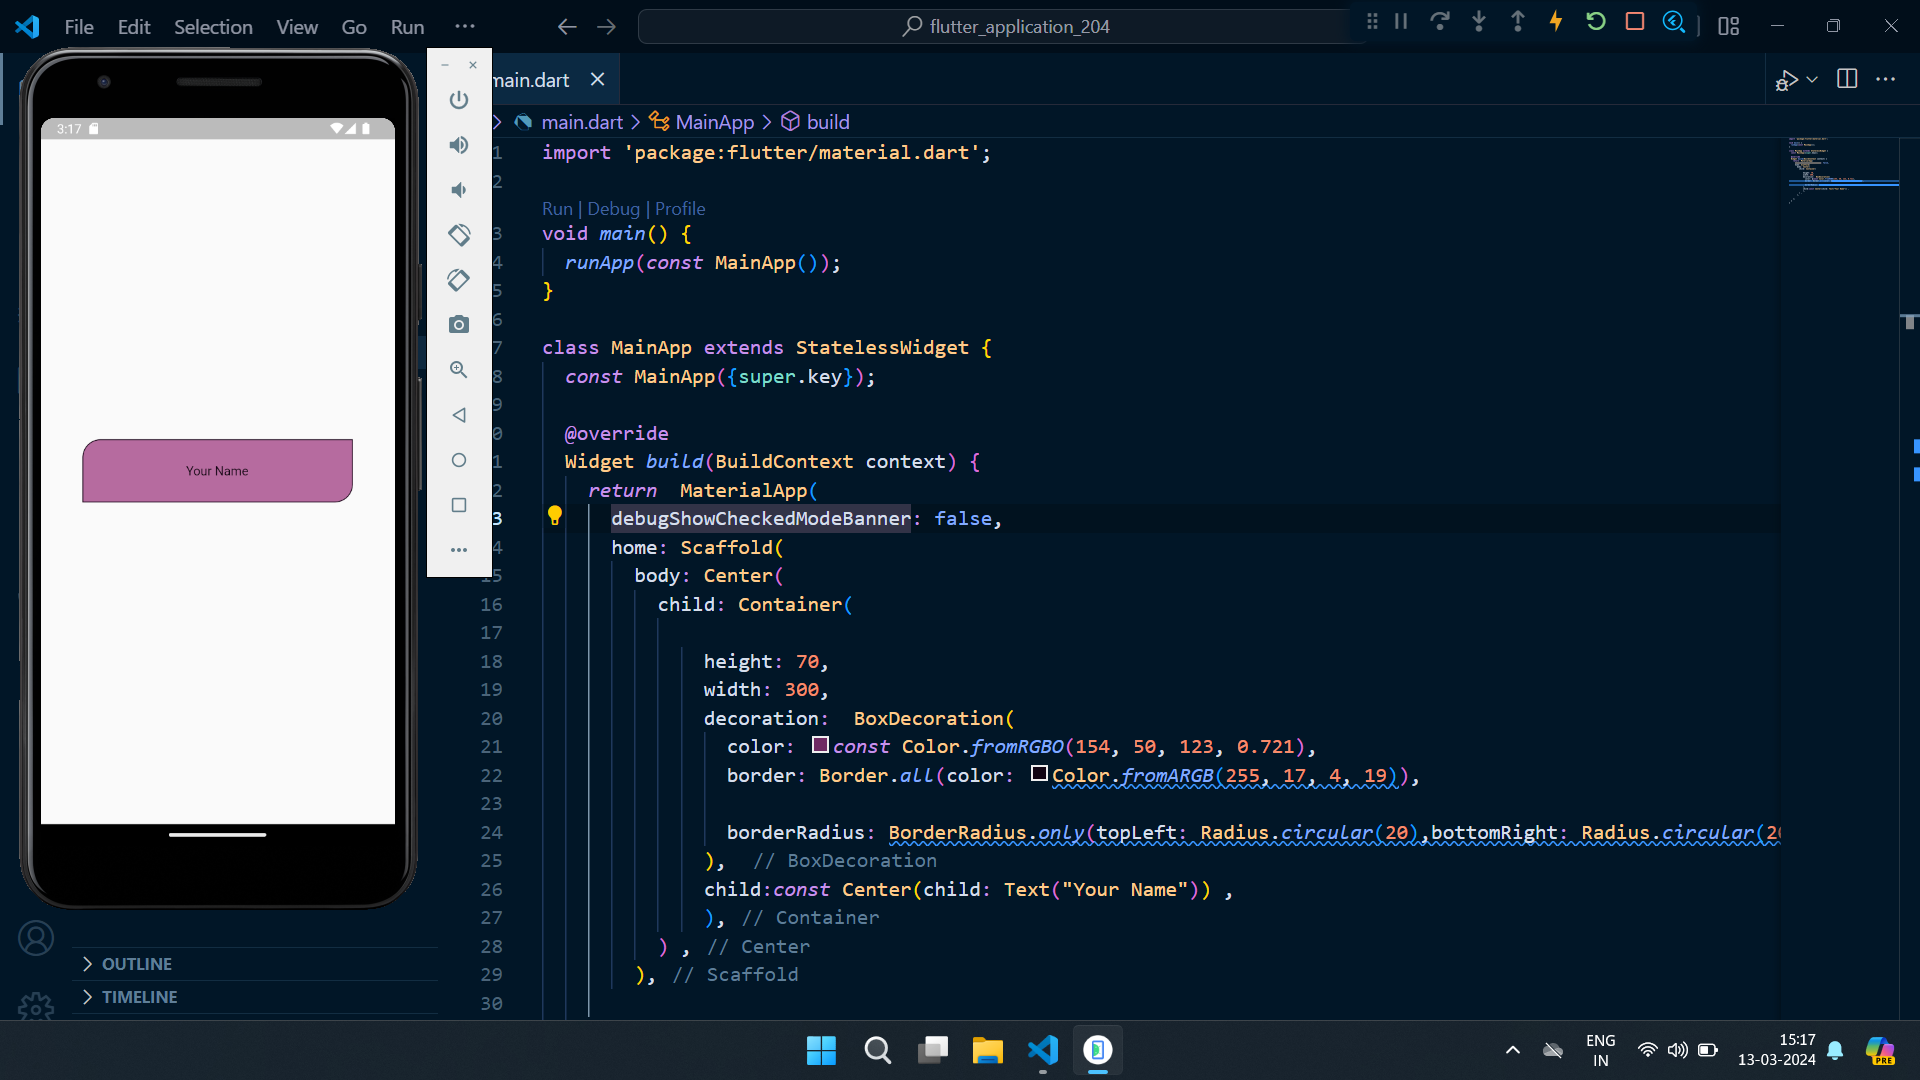 File Edit Selection View Go Run ···
flutter_application_204
main.dart
main.dart > MainApp > build
3:17
Your Name
1 import 'package:flutter/material.dart';
2
Run | Debug | Profile
3 void main() {
4 runApp(const MainApp());
5 }
6
7 class MainApp extends StatelessWidget {
8 const MainApp({super.key});
9
0 @override
1 Widget build(BuildContext context) {
2 return  MaterialApp(
3 debugShowCheckedModeBanner: false,
4 home: Scaffold(
15 body: Center(
16 child: Container(
17
18 height: 70,
19 width: 300,
20 decoration:  BoxDecoration(
21 color: const Color.fromRGBO(154, 50, 123, 0.721),
22 border: Border.all(color: Color.fromARGB(255, 17, 4, 19)),
23
24 borderRadius: BorderRadius.only(topLeft: Radius.circular(20),bottomRight: Radius.circular(20
25 ),  // BoxDecoration
26 child:const Center(child: Text("Your Name")) ,
27 ), // Container
28 ) , // Center
29 ), // Scaffold
30
OUTLINE
TIMELINE
ENG
IN
15:17
13-03-2024
PRE